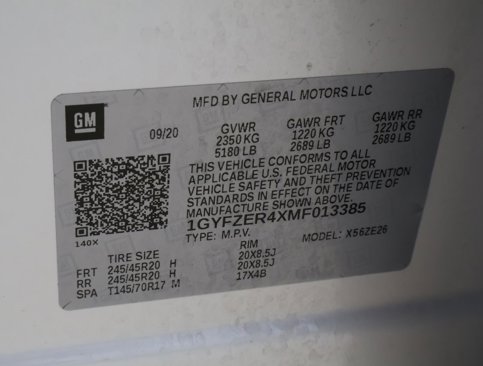 GM
MFD BY GENERAL MOTORS LLC
09/20 GVWR GAWR FRT GAWR RR
2350 KG 1220 KG 1220 KG
5180 LB 2689 LB 2689 LB
THIS VEHICLE CONFORMS TO ALL
APPLICABLE U.S. FEDERAL MOTOR
VEHICLE SAFETY AND THEFT PREVENTION
STANDARDS IN EFFECT ON THE DATE OF
MANUFACTURE SHOWN ABOVE.
1GYFZER4XMF013385
140X TYPE: M.P.V. MODEL: X56ZE26
TIRE SIZE RIM
FRT 245/45R20 H 20X8.5J
RR 245/45R20 H 20X8.5J
SPA T145/70R17 M 17X4B